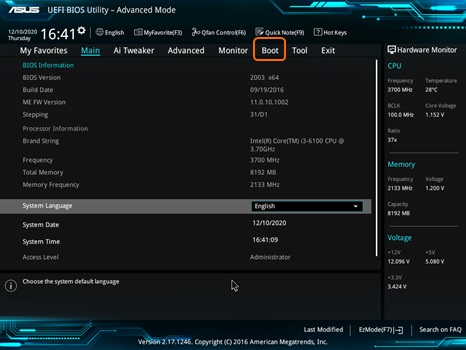 ASUS UEFI BIOS Utility – Advanced Mode
12/10/2020
Thursday
16:41
English
MyFavorite(F3)
Qfan Control(F6)
Quick Note(F9)
Hot Keys
My Favorites
Main
Ai Tweaker
Advanced
Monitor
Boot
Tool
Exit
Hardware Monitor
BIOS Information
BIOS Version 2003 x64
Build Date 09/19/2016
ME FW Version 11.0.10.1002
Stepping 31/D1
Processor Information
Brand String Intel(R) Core(TM) i3-6100 CPU @
3.70GHz
Frequency 3700 MHz
Total Memory 8192 MB
Memory Frequency 2133 MHz
System Language English
System Date 12/10/2020
System Time 16:41:09
Access Level Administrator
CPU
Frequency Temperature
3700 MHz 28°C
BCLK Core Voltage
100.0 MHz 1.152 V
Ratio
37x
Memory
Frequency Voltage
2133 MHz 1.200 V
Capacity
8192 MB
Voltage
+12V +5V
12.096 V 5.080 V
+3.3V
3.424 V
Choose the system default language
Last Modified
EzMode(F7)
Search on FAQ
Version 2.17.1246. Copyright (C) 2016 American Megatrends, Inc.